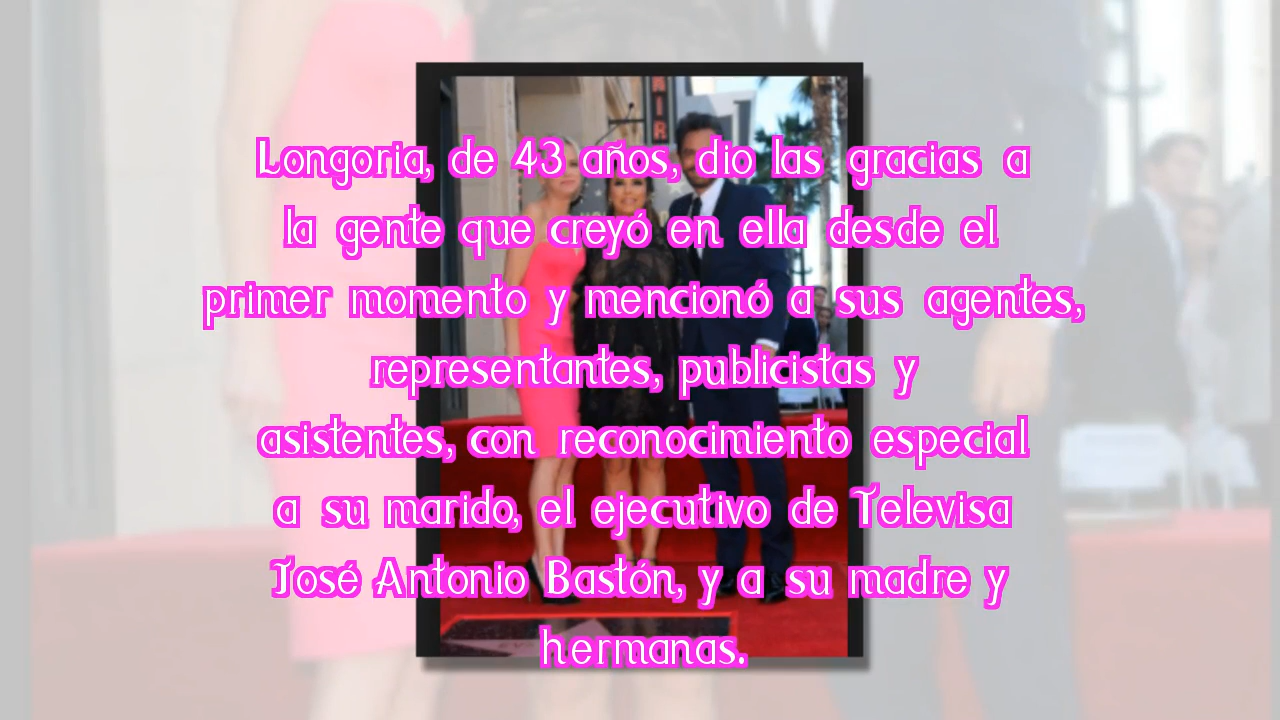 Longoria, de 43 años, dio las gracias a
la gente que creyó en ella desde el
primer momento y mencionó a sus agentes,
representantes, publicistas y
asistentes, con reconocimiento especial
a su marido, el ejecutivo de Televisa
José Antonio Bastón, y a su madre y
hermanas.